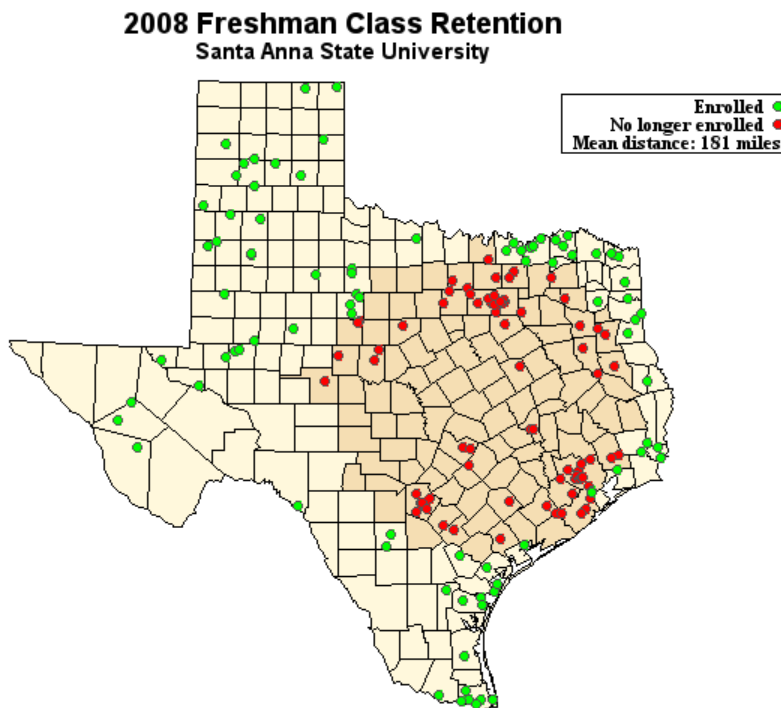 2008 Freshman Class Retention
Santa Anna State University
Enrolled
No longer enrolled
Mean distance: 181 miles